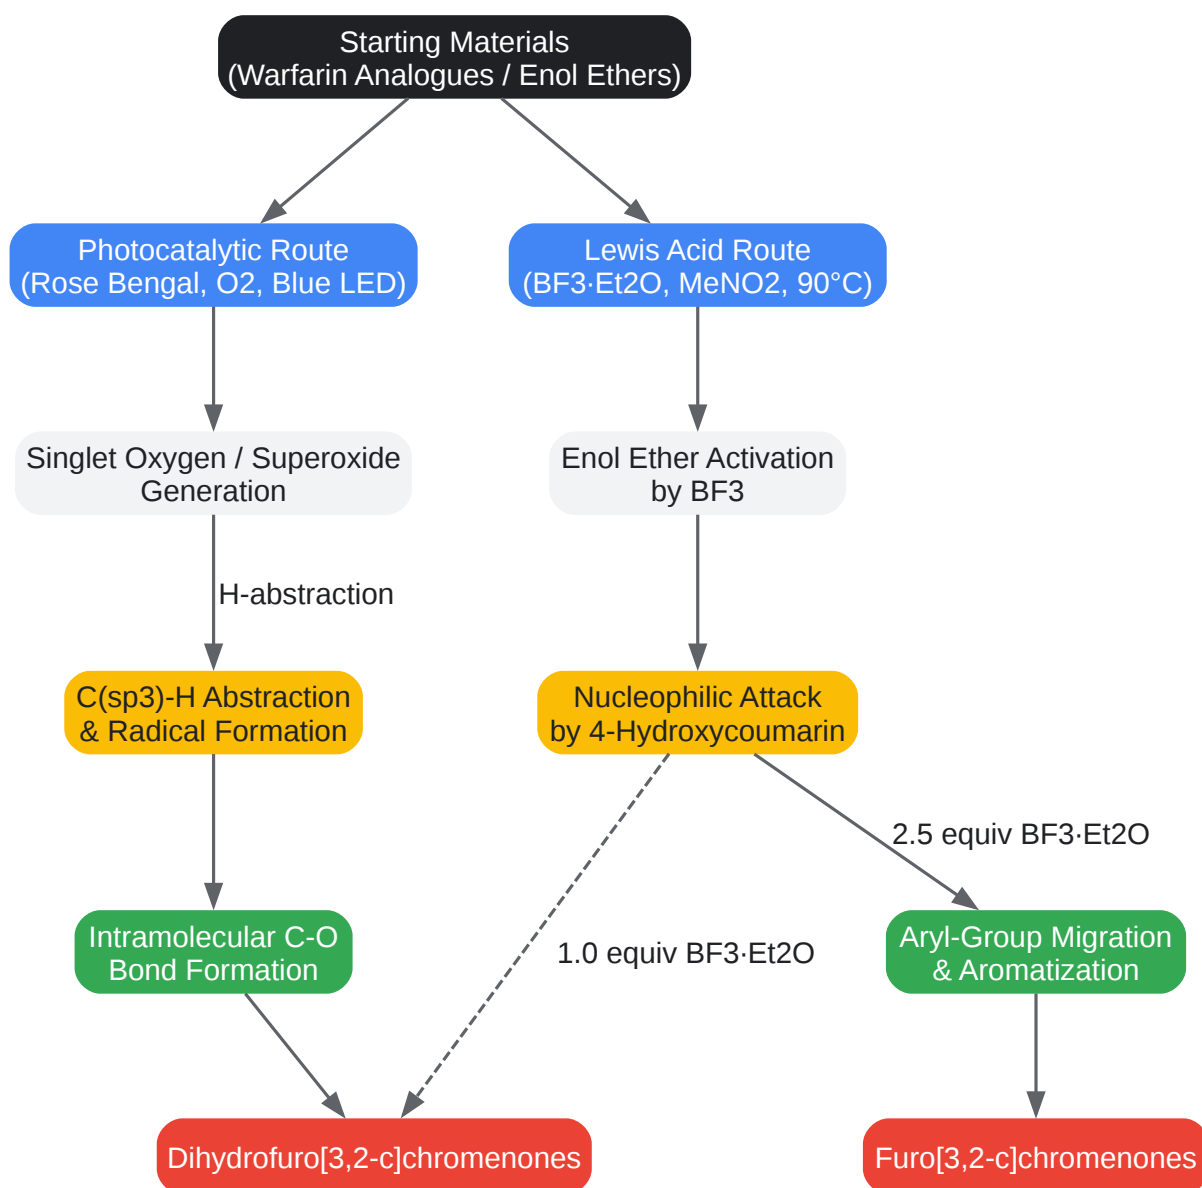 Starting Materials
(Warfarin Analogues / Enol Ethers)
Photocatalytic Route
(Rose Bengal, O2, Blue LED)
Lewis Acid Route
(BF3·Et2O, MeNO2, 90°C)
Singlet Oxygen / Superoxide
Generation
Enol Ether Activation
by BF3
H-abstraction
C(sp3)-H Abstraction
& Radical Formation
Nucleophilic Attack
by 4-Hydroxycoumarin
2.5 equiv BF3·Et2O
Intramolecular C-O
Bond Formation
1.0 equiv BF3·Et2O
Aryl-Group Migration
& Aromatization
Dihydrofuro[3,2-c]chromenones
Furo[3,2-c]chromenones